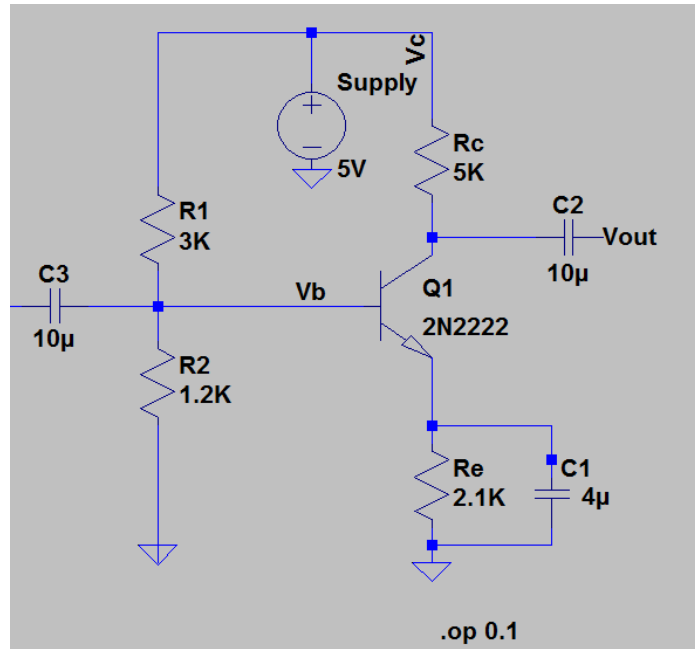 Vc
Supply
5V
Rc
5K
R1
3K
C2
10µ
Vout
C3
10µ
Vb
Q1
2N2222
R2
1.2K
Re
2.1K
C1
4µ
.op 0.1